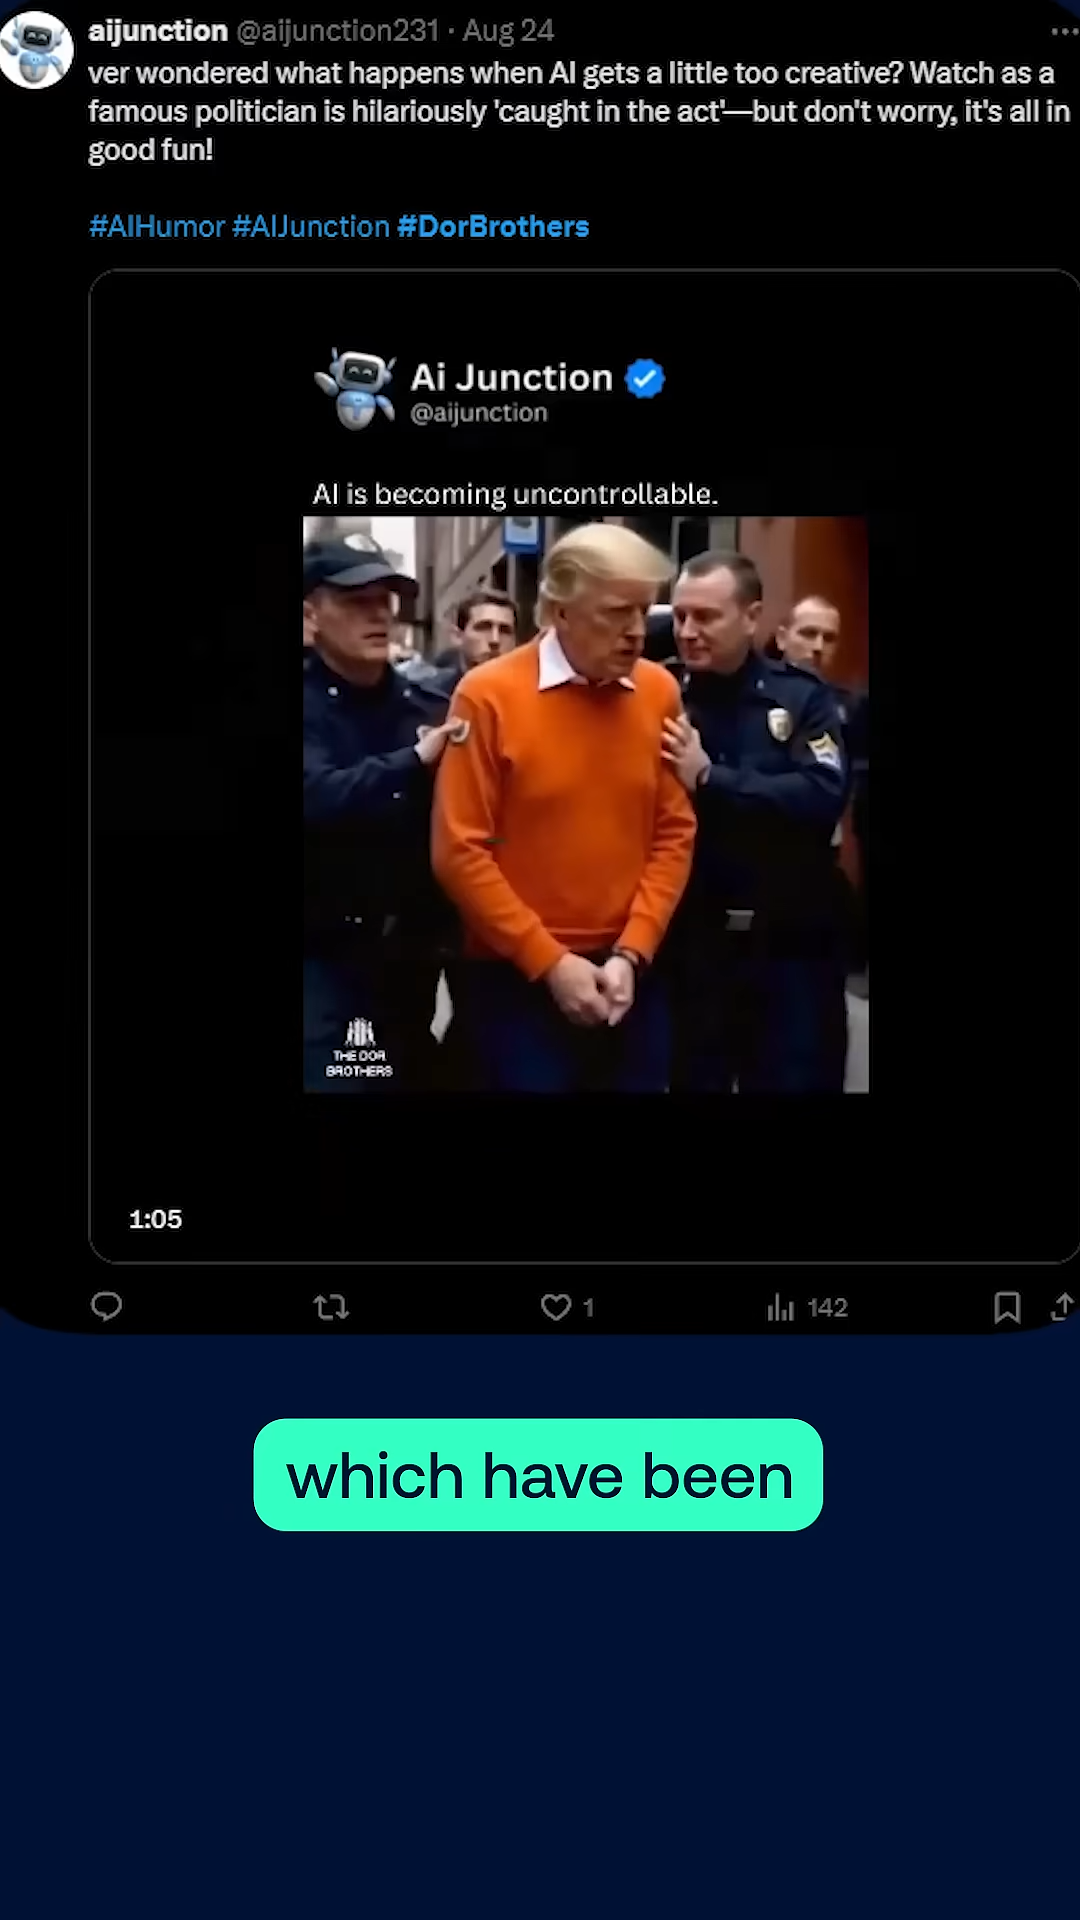 aijunction @aijunction231 · Aug 24
ver wondered what happens when AI gets a little too creative? Watch as a
famous politician is hilariously 'caught in the act'—but don't worry, it's all in
good fun!
#AIHumor #AIJunction #DorBrothers
Ai Junction
@aijunction
AI is becoming uncontrollable.
THE DOR
BROTHERS
1:05
1
142
which have been